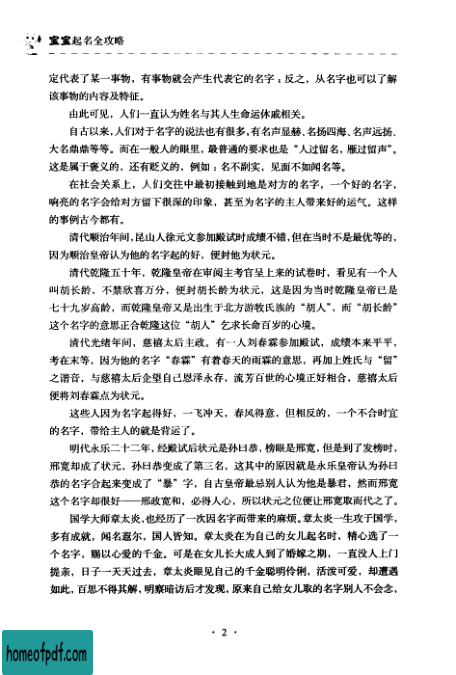 宝宝起名全攻略
定代表了某一事物，有事物就会产生代表它的名字；反之，从名字也可以了解
该事物的内容及特征。
由此可见，人们一直认为姓名与其人生命运休戚相关。
自古以来，人们对于名字的说法也有很多，有名声显赫、名扬四海、名声远扬、
大名鼎鼎等等。而在一般人的眼里，最普通的要求也是“人过留名，雁过留声”。
这是属于褒义的，还有贬义的，例如：名不副实，见面不如闻名等。
在社会关系上，人们交往中最初接触到地是对方的名字，一个好的名字，
响亮的名字会给对方留下很深的印象，甚至为名字的主人带来好的运气。这样
的事例古今都有。
清代顺治年间，昆山人徐元文参加殿试时成绩不错，但在当时不是最优等的，
因为顺治皇帝认为他的名字起的好，便封他为状元。
清代乾隆五十年，乾隆皇帝在审阅主考官呈上来的试卷时，看见有一个人
叫胡长龄，不禁欣喜万分，便封胡长龄为状元，这是因为当时乾隆皇帝已是
七十九岁高龄，而乾隆皇帝又是出生于北方游牧氏族的“胡人”，而“胡长龄”
这个名字的意思正合乾隆这位“胡人”乞求长命百岁的心境。
清代光绪年间，慈禧太后主政。有一人刘春霖参加殿试，成绩本来平平，
考在末等，因为他的名字“春霖”有着春天的雨霖的意思，再加上姓氏与“留”
之谐音，与慈禧太后企望自己恩泽永存，流芳百世的心境正好相合，慈禧太后
便将刘春霖点为状元。
这些人因为名字起得好，一飞冲天，春风得意，但相反的，一个不合时宜
的名字，带给主人的就是背运了。
明代永乐二十二年，经殿试后状元是孙曰恭，榜眼是邢宽，但是到了发榜时，
邢宽却成了状元，孙曰恭变成了第三名，这其中的原因就是永乐皇帝认为孙曰
恭的名字合起来变成了“暴”字，自古皇帝最忌别人认为他是暴君，然而邢宽
这个名字却很好——邢政宽和，必得人心，所以状元之位便让邢宽取而代之了。
国学大师章太炎，也经历了一次因名字而带来的麻烦。章太炎一生攻于国学，
多有成就，闻名遐尔，国人皆知。章太炎在为自己的女儿起名时，精心选了一
个名字，赐以心爱的千金。可是在女儿长大成人到了婚嫁之期，一直没人上门
提亲，日子一天天过去，章太炎眼见自己的千金聪明伶俐，活泼可爱，却遭遇
如此，百思不得其解，明察暗访后才发现，原来自己给女儿取的名字别人不会念，
· 2 ·
homeofpdf.com